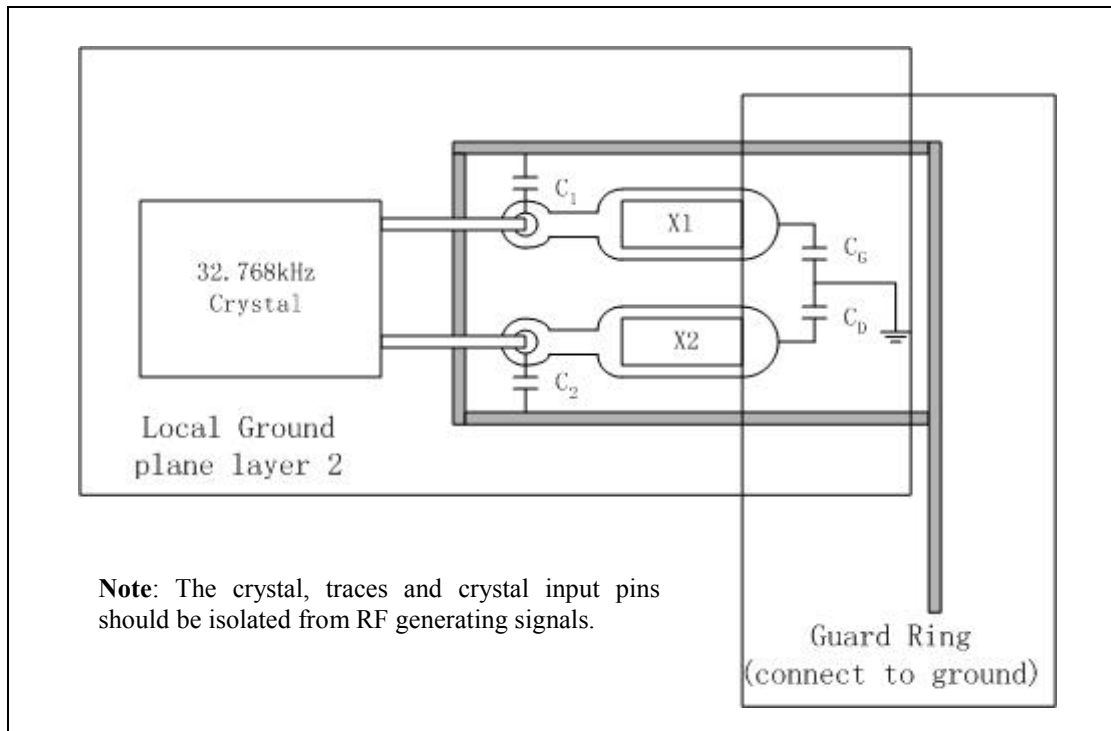 C1
X1
CG
32.768kHz
Crystal
CD
X2
C2
Local Ground
plane layer 2
Note: The crystal, traces and crystal input pins
should be isolated from RF generating signals.
Guard Ring
(connect to ground)